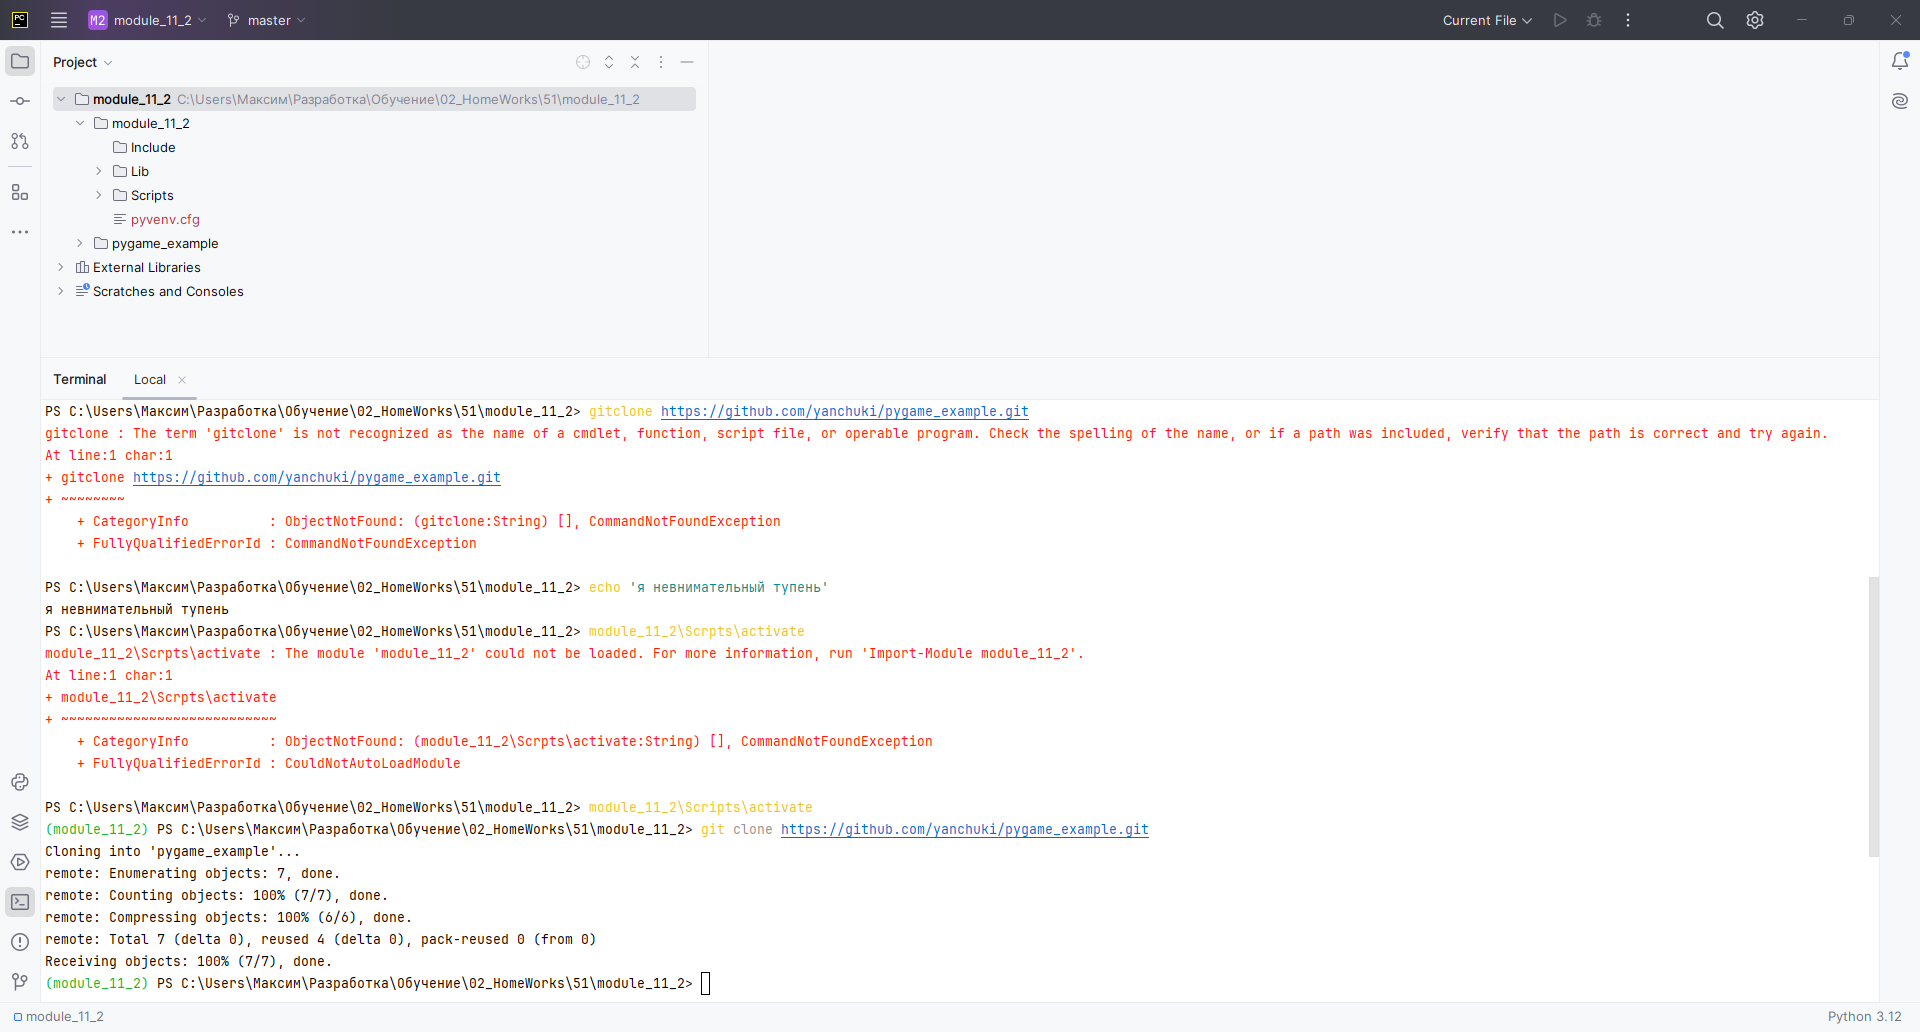 PC
M2 module_11_2
master
Current File
Project
module_11_2 C:\Users\Максим\Разработка\Обучение\02_HomeWorks\51\module_11_2
module_11_2
Include
Lib
Scripts
pyvenv.cfg
pygame_example
External Libraries
Scratches and Consoles
Terminal Local
PS C:\Users\Максим\Разработка\Обучение\02_HomeWorks\51\module_11_2> gitclone https://github.com/yanchuki/pygame_example.git
gitclone : The term 'gitclone' is not recognized as the name of a cmdlet, function, script file, or operable program. Check the spelling of the name, or if a path was included, verify that the path is correct and try again.
At line:1 char:1
+ gitclone https://github.com/yanchuki/pygame_example.git
+ ~~~~~~~~
+ CategoryInfo          : ObjectNotFound: (gitclone:String) [], CommandNotFoundException
+ FullyQualifiedErrorId : CommandNotFoundException
PS C:\Users\Максим\Разработка\Обучение\02_HomeWorks\51\module_11_2> echo 'я невнимательный тупень'
я невнимательный тупень
PS C:\Users\Максим\Разработка\Обучение\02_HomeWorks\51\module_11_2> module_11_2\Scrpts\activate
module_11_2\Scrpts\activate : The module 'module_11_2' could not be loaded. For more information, run 'Import-Module module_11_2'.
At line:1 char:1
+ module_11_2\Scrpts\activate
+ ~~~~~~~~~~~~~~~~~~~~~~~~~~~
+ CategoryInfo          : ObjectNotFound: (module_11_2\Scrpts\activate:String) [], CommandNotFoundException
+ FullyQualifiedErrorId : CouldNotAutoLoadModule
PS C:\Users\Максим\Разработка\Обучение\02_HomeWorks\51\module_11_2> module_11_2\Scripts\activate
(module_11_2) PS C:\Users\Максим\Разработка\Обучение\02_HomeWorks\51\module_11_2> git clone https://github.com/yanchuki/pygame_example.git
Cloning into 'pygame_example'...
remote: Enumerating objects: 7, done.
remote: Counting objects: 100% (7/7), done.
remote: Compressing objects: 100% (6/6), done.
remote: Total 7 (delta 0), reused 4 (delta 0), pack-reused 0 (from 0)
Receiving objects: 100% (7/7), done.
(module_11_2) PS C:\Users\Максим\Разработка\Обучение\02_HomeWorks\51\module_11_2>
module_11_2
Python 3.12